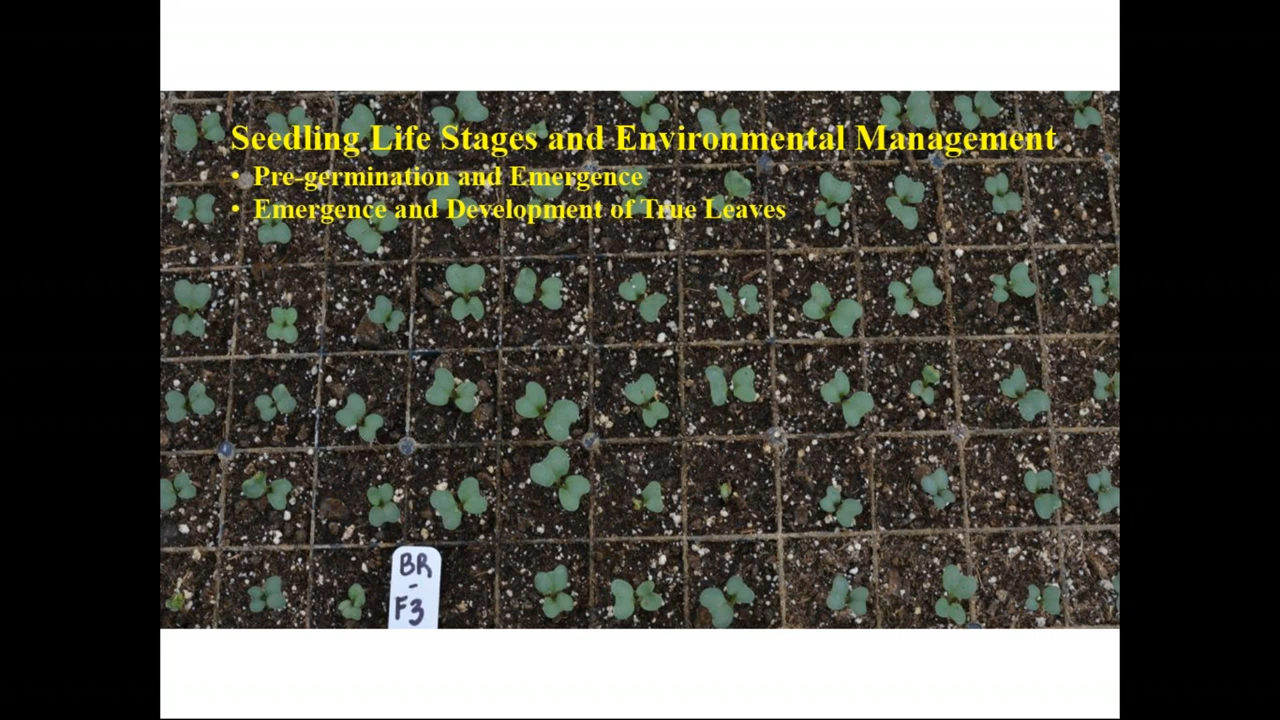 Seedling Life Stages and Environmental Management
• Pre-germination and Emergence
• Emergence and Development of True Leaves
BR
-
F3